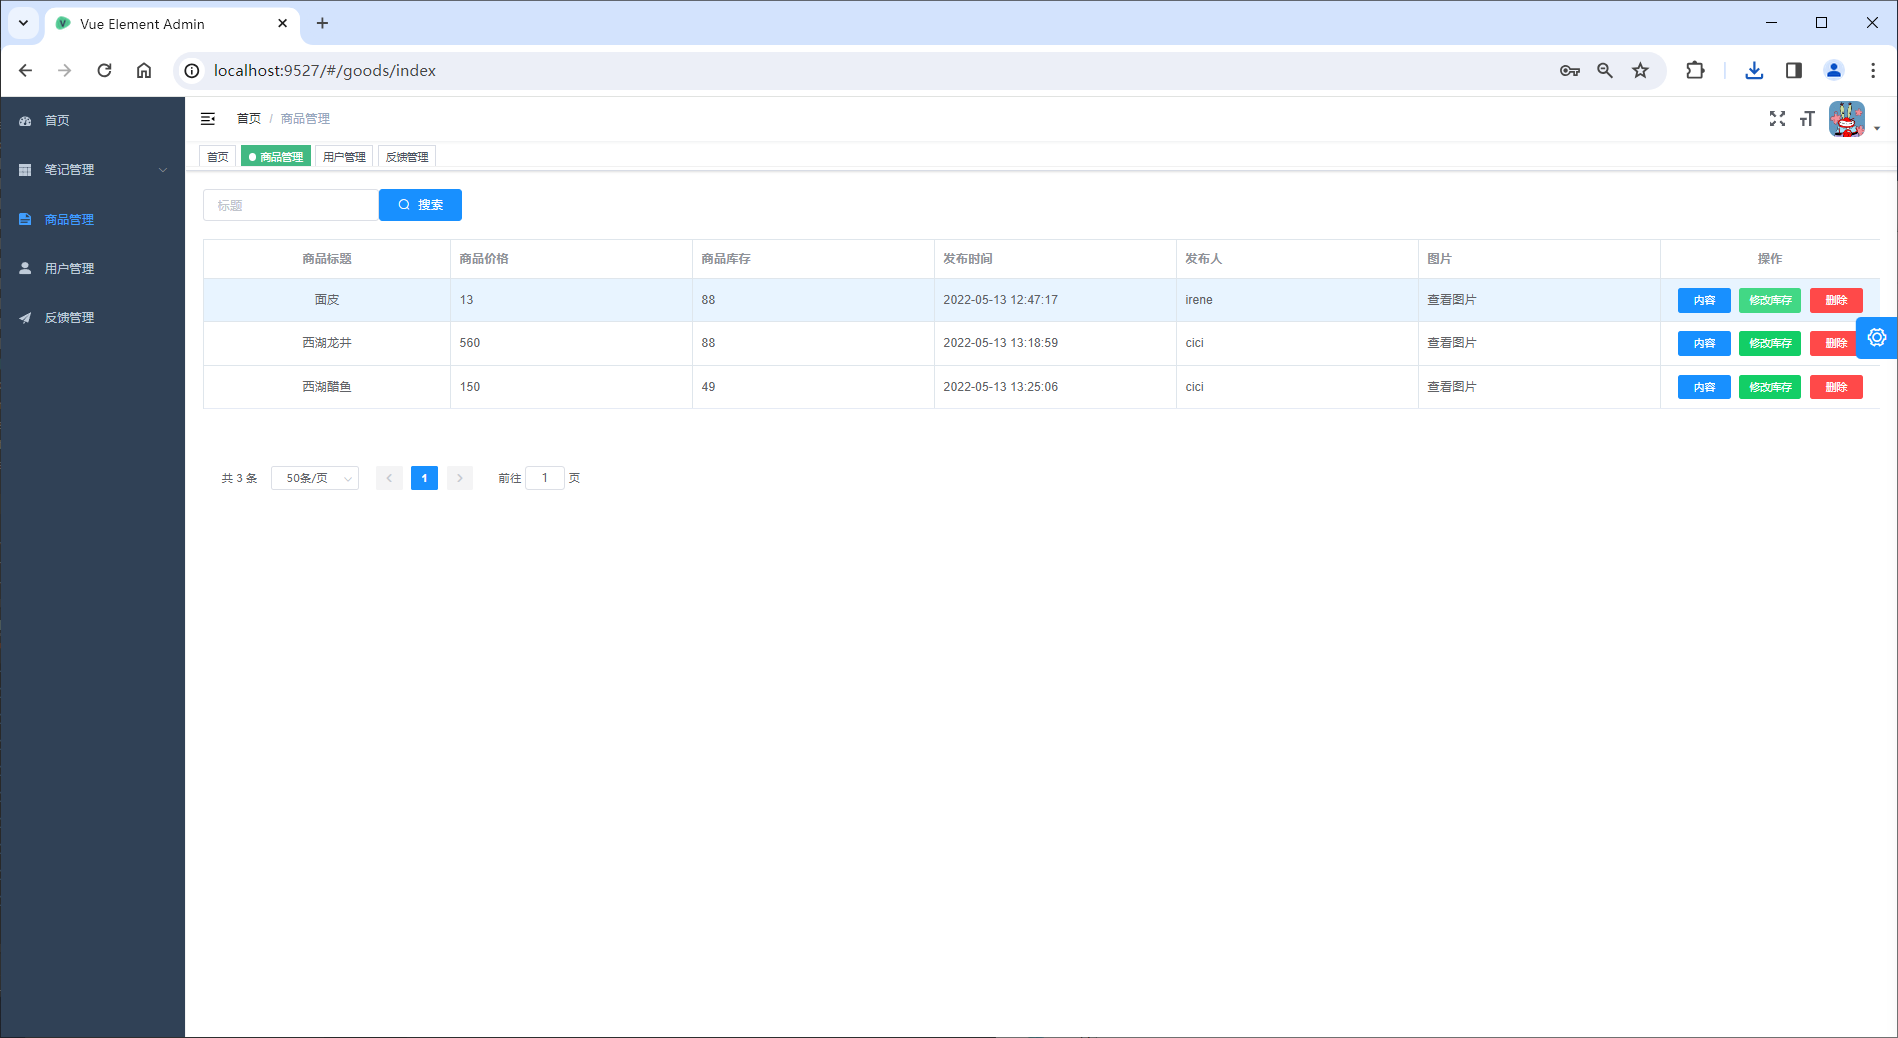 Vue Element Admin
localhost:9527/#/goods/index
首页
笔记管理
商品管理
用户管理
反馈管理
首页 / 商品管理
首页 商品管理 用户管理 反馈管理
标题 搜索
商品标题 商品价格 商品库存 发布时间 发布人 图片 操作
面皮 13 88 2022-05-13 12:47:17 irene 查看图片 内容 修改库存 删除
西湖龙井 560 88 2022-05-13 13:18:59 cici 查看图片 内容 修改库存 删除
西湖醋鱼 150 49 2022-05-13 13:25:06 cici 查看图片 内容 修改库存 删除
共 3 条 50条/页 1 前往 1 页